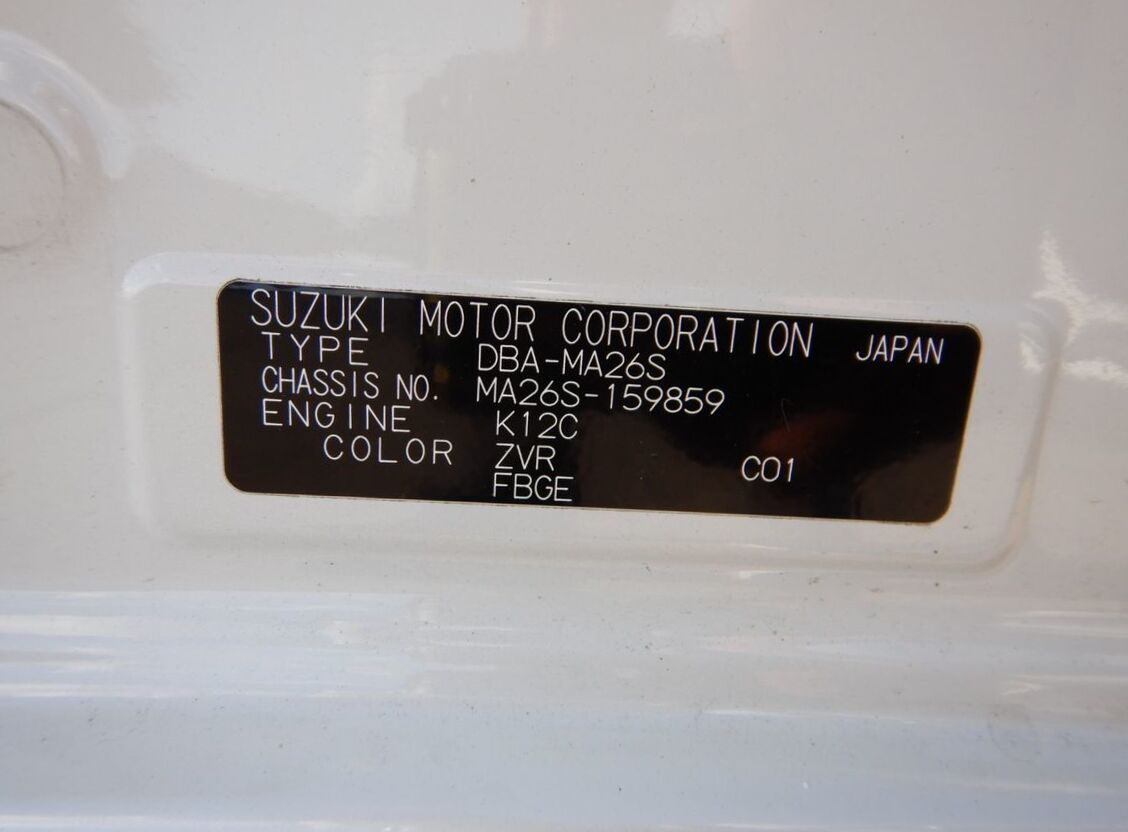 SUZUKI MOTOR CORPORATION JAPAN
TYPE DBA-MA26S
CHASSIS NO. MA26S-159859
ENGINE K12C
COLOR ZVR C01
FBGE